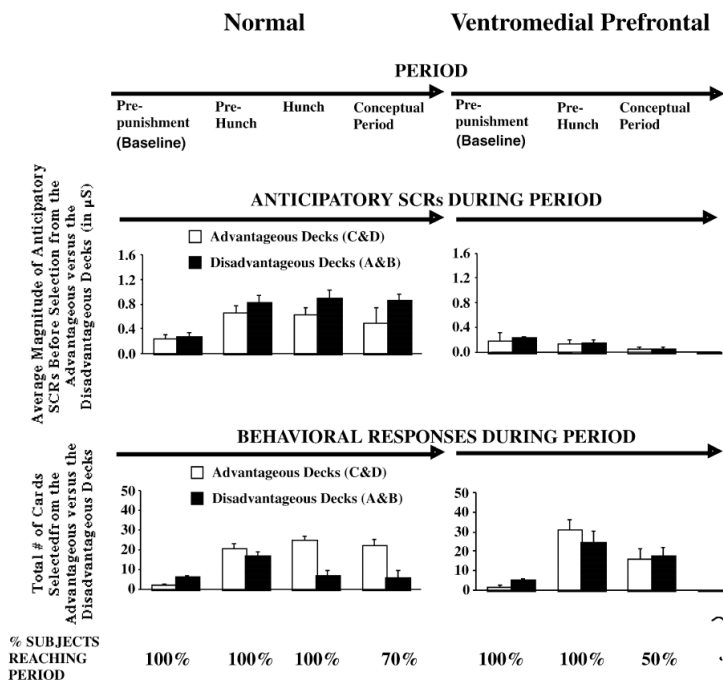 Normal
Ventromedial Prefrontal
PERIOD
Pre-
punishment
(Baseline)
Pre-
Hunch
Hunch
Conceptual
Period
Pre-
punishment
(Baseline)
Pre-
Hunch
Conceptual
Period
ANTICIPATORY SCRs DURING PERIOD
Average Magnitude of Anticipatory
SCRs Before Selection from the
Advantageous versus the
Disadvantageous Decks (in µS)
Advantageous Decks (C&D)
Disadvantageous Decks (A&B)
1.6
1.2
0.8
0.4
0.0
1.6
1.2
0.8
0.4
0.0
BEHAVIORAL RESPONSES DURING PERIOD
Total # of Cards
Selectedfrom the
Advantageous versus the
Disadvantageous Decks
Advantageous Decks (C&D)
Disadvantageous Decks (A&B)
50
40
30
20
10
0
50
40
30
20
10
0
% SUBJECTS
REACHING
PERIOD
100% 100% 100% 70% 100% 100% 50%